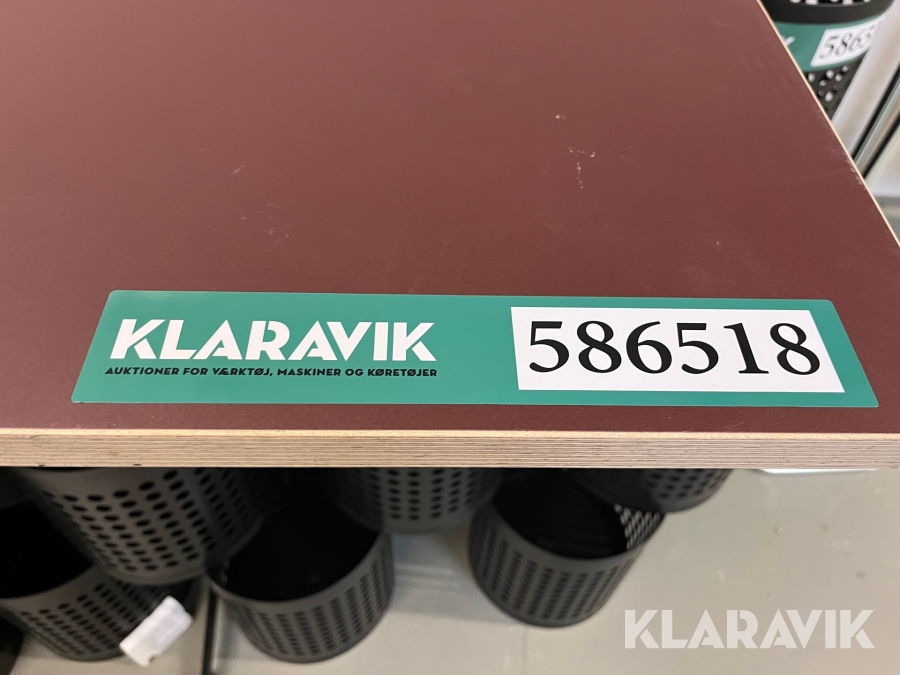 KLARAVIK
AUKTIONER FOR VÆRKTØJ, MASKINER OG KØRETØJER
586518
KLARAVIK